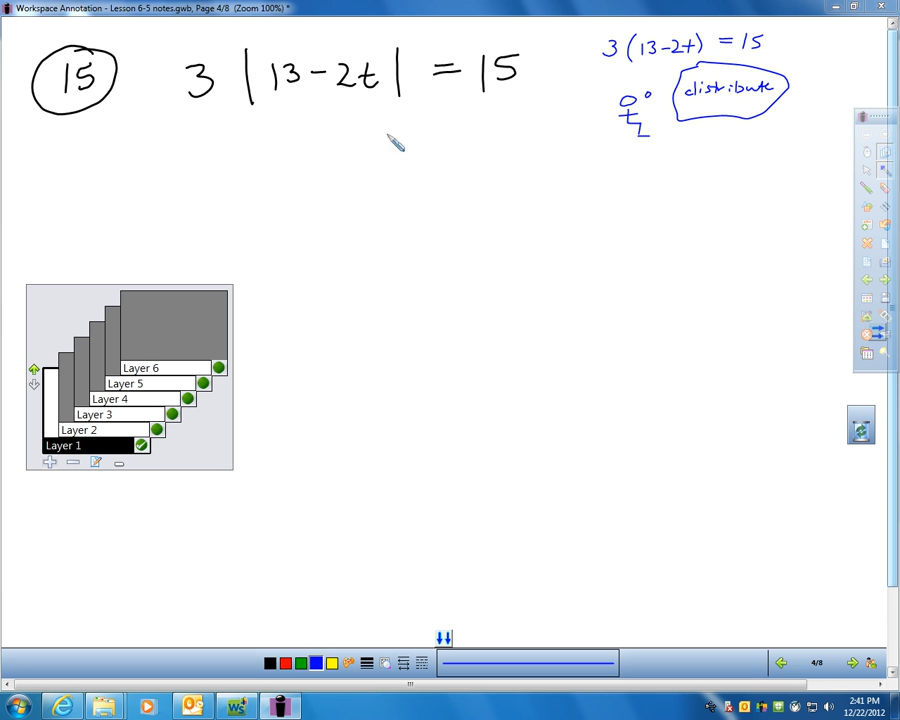 Workspace Annotation - Lesson 6-5 notes.gwb, Page 4/8 (Zoom 100%) *
15 3 |13-2t| = 15
3(13-2t) = 15
distribute
Layer 6
Layer 5
Layer 4
Layer 3
Layer 2
Layer 1
4/8
2:41 PM
12/22/2012